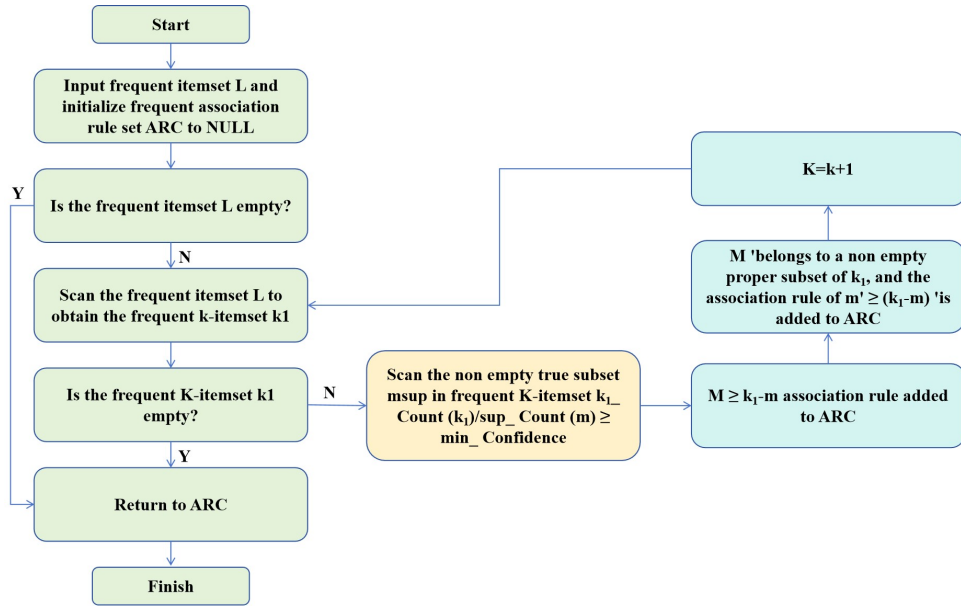 Start
Input frequent itemset L and
initialize frequent association
rule set ARC to NULL
Y
Is the frequent itemset L empty?
N
Scan the frequent itemset L to
obtain the frequent k-itemset k1
Is the frequent K-itemset k1
empty?
N
Y
Return to ARC
Finish
Scan the non empty true subset
msup in frequent K-itemset k₁_
Count (k₁)/sup_ Count (m) ≥
min_ Confidence
M ≥ k₁-m association rule added
to ARC
M 'belongs to a non empty
proper subset of k₁, and the
association rule of m' ≥ (k₁-m) 'is
added to ARC
K=k+1